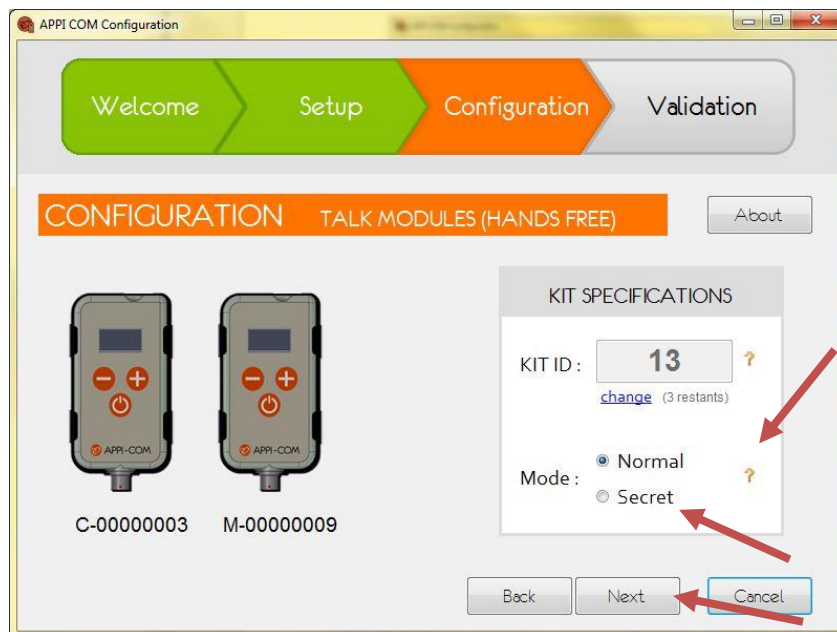 APPI COM Configuration
Welcome
Setup
Configuration
Validation
CONFIGURATION TALK MODULES (HANDS FREE)
About
KIT SPECIFICATIONS
KIT ID : 13 ?
change (3 restants)
Mode : Normal ?
Secret
APPI-COM
APPI-COM
C-00000003 M-00000009
Back
Next
Cancel